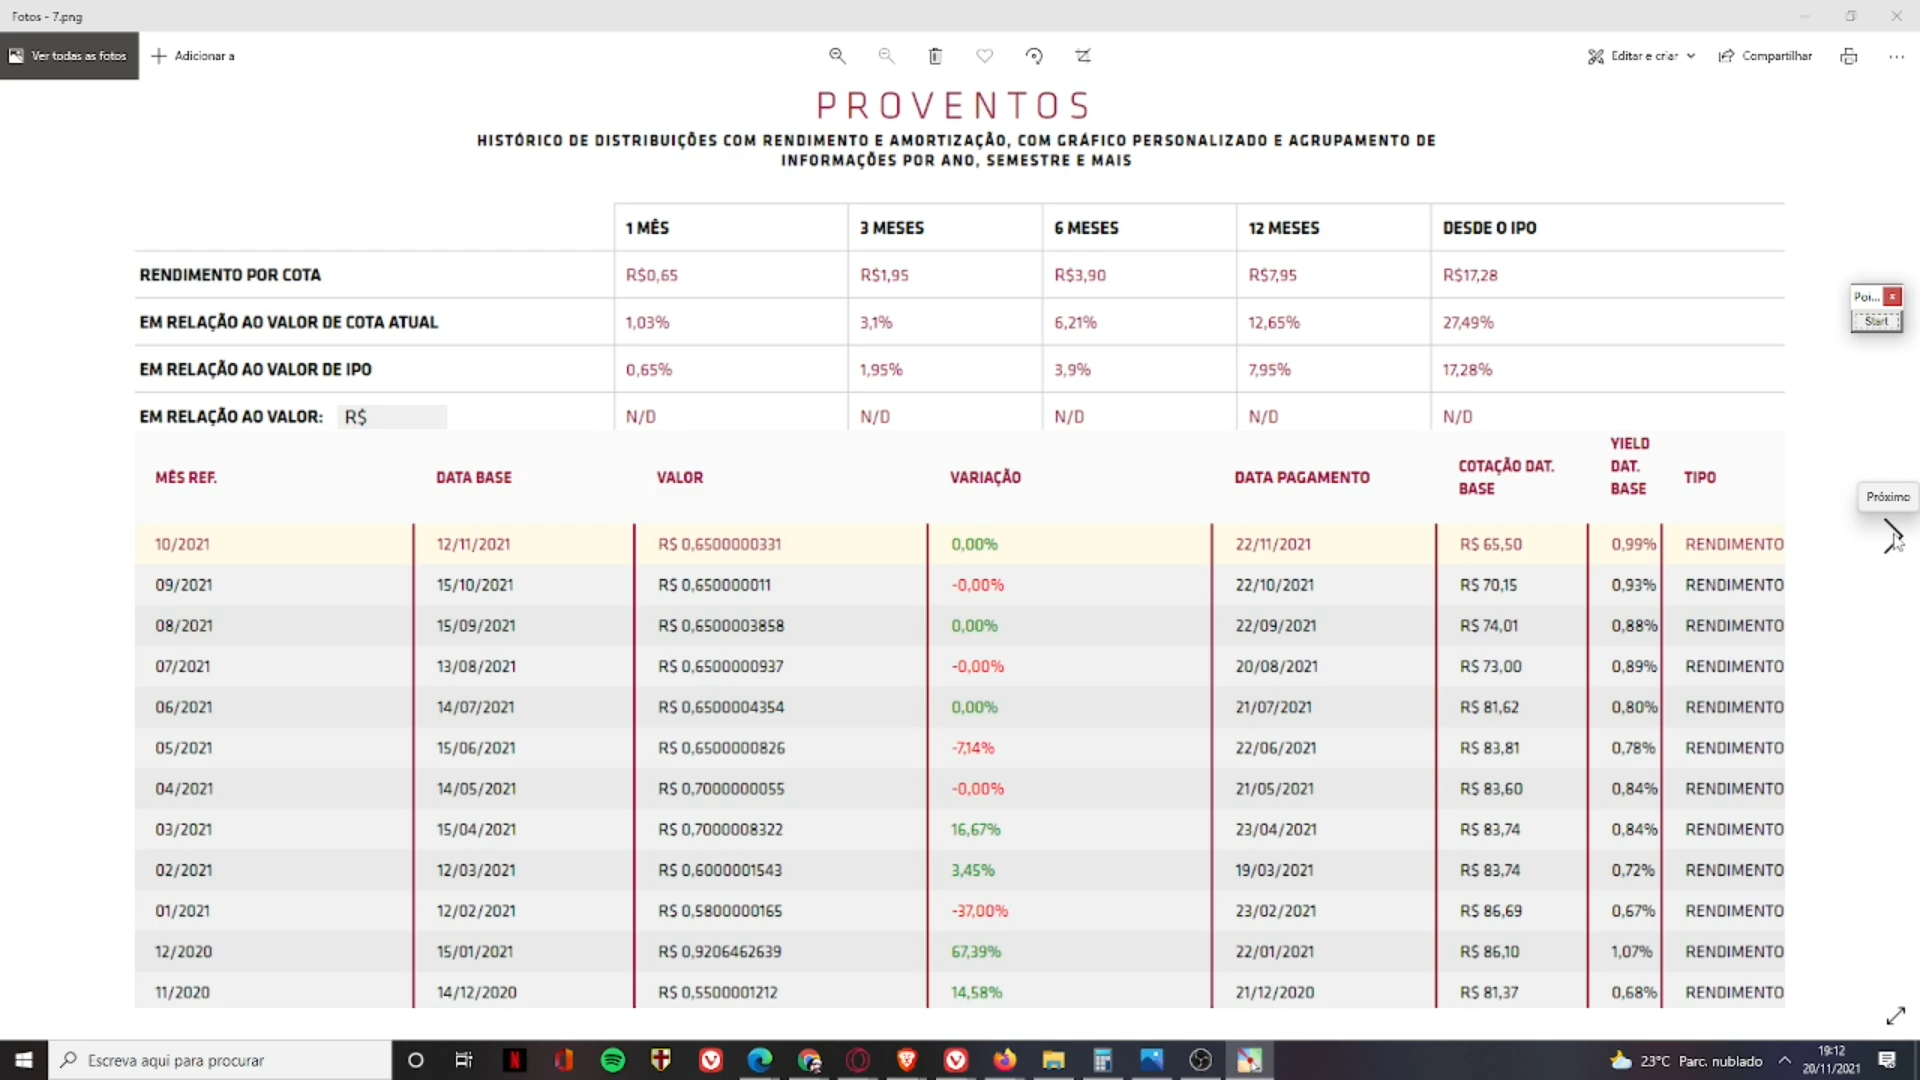 Fotos - 7.png
Ver todas as fotos
Adicionar a
Editar e criar
Compartilhar
PROVENTOS
HISTÓRICO DE DISTRIBUIÇÕES COM RENDIMENTO E AMORTIZAÇÃO, COM GRÁFICO PERSONALIZADO E AGRUPAMENTO DE
INFORMAÇÕES POR ANO, SEMESTRE E MAIS
1 MÊS 3 MESES 6 MESES 12 MESES DESDE O IPO
RENDIMENTO POR COTA R$0,65 R$1,95 R$3,90 R$7,95 R$17,28
EM RELAÇÃO AO VALOR DE COTA ATUAL 1,03% 3,1% 6,21% 12,65% 27,49%
EM RELAÇÃO AO VALOR DE IPO 0,65% 1,95% 3,9% 7,95% 17,28%
EM RELAÇÃO AO VALOR: R$ N/D N/D N/D N/D N/D
MÊS REF. DATA BASE VALOR VARIAÇÃO DATA PAGAMENTO COTAÇÃO DAT. BASE YIELD DAT. BASE TIPO
10/2021 12/11/2021 R$ 0,6500000331 0,00% 22/11/2021 R$ 65,50 0,99% RENDIMENTO
09/2021 15/10/2021 R$ 0,650000011 -0,00% 22/10/2021 R$ 70,15 0,93% RENDIMENTO
08/2021 15/09/2021 R$ 0,6500003858 0,00% 22/09/2021 R$ 74,01 0,88% RENDIMENTO
07/2021 13/08/2021 R$ 0,6500000937 -0,00% 20/08/2021 R$ 73,00 0,89% RENDIMENTO
06/2021 14/07/2021 R$ 0,6500004354 0,00% 21/07/2021 R$ 81,62 0,80% RENDIMENTO
05/2021 15/06/2021 R$ 0,6500000826 -7,14% 22/06/2021 R$ 83,81 0,78% RENDIMENTO
04/2021 14/05/2021 R$ 0,7000000055 -0,00% 21/05/2021 R$ 83,60 0,84% RENDIMENTO
03/2021 15/04/2021 R$ 0,7000008322 16,67% 23/04/2021 R$ 83,74 0,84% RENDIMENTO
02/2021 12/03/2021 R$ 0,6000001543 3,45% 19/03/2021 R$ 83,74 0,72% RENDIMENTO
01/2021 12/02/2021 R$ 0,5800000165 -37,00% 23/02/2021 R$ 86,69 0,67% RENDIMENTO
12/2020 15/01/2021 R$ 0,9206462639 67,39% 22/01/2021 R$ 86,10 1,07% RENDIMENTO
11/2020 14/12/2020 R$ 0,5500001212 14,58% 21/12/2020 R$ 81,37 0,68% RENDIMENTO
Poi...
Start
Próximo
Escreva aqui para procurar
23°C Parc. nublado
19:12
20/11/2021